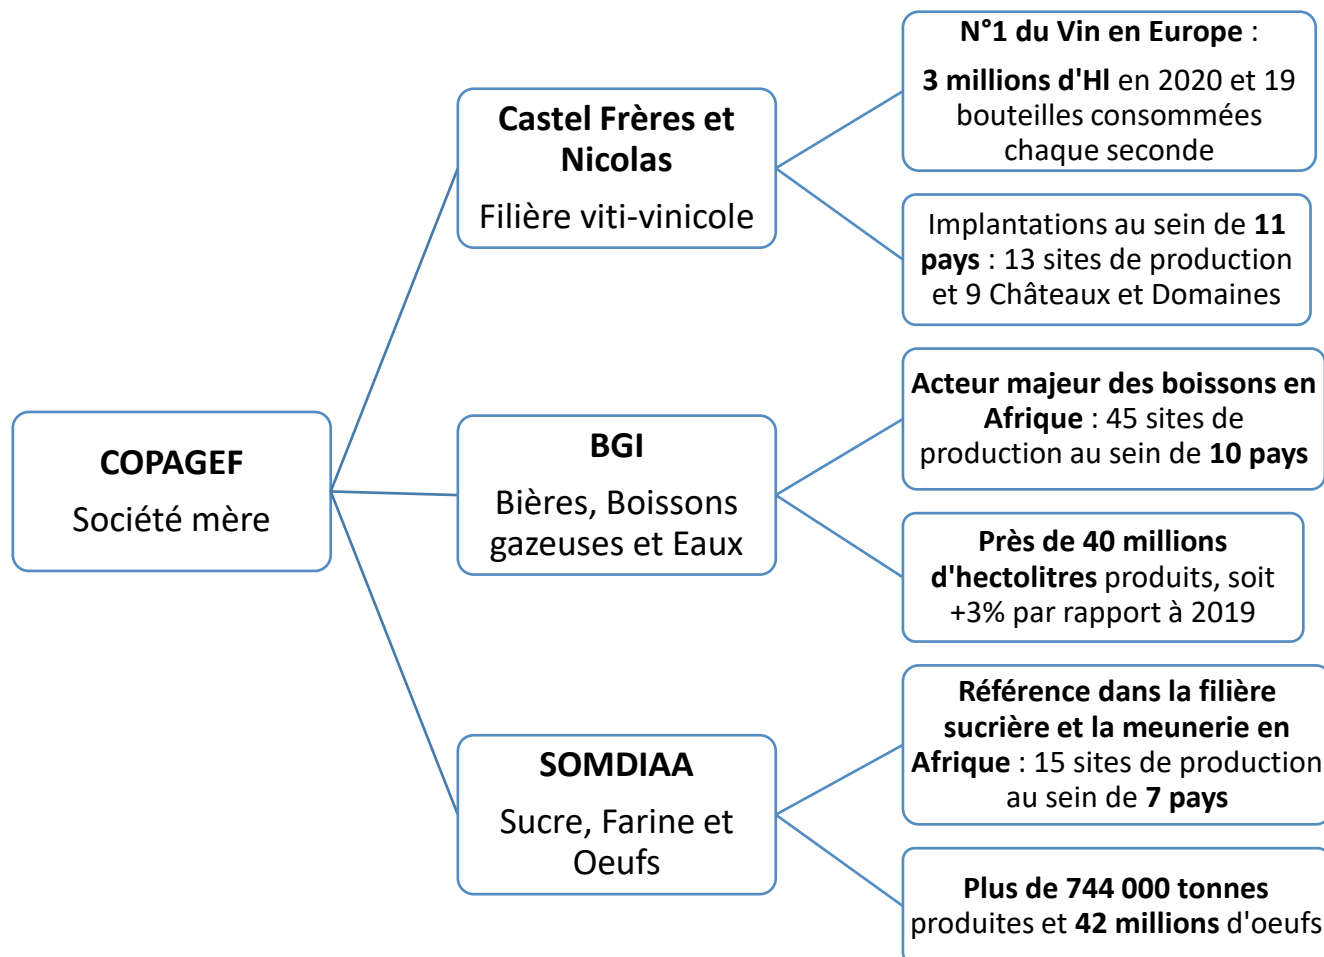 N°1 du Vin en Europe :
3 millions d'Hl en 2020 et 19
bouteilles consommées
chaque seconde
Castel Frères et
Nicolas
Filière viti-vinicole
Implantations au sein de 11
pays : 13 sites de production
et 9 Châteaux et Domaines
COPAGEF
Société mère
BGI
Bières, Boissons
gazeuses et Eaux
Acteur majeur des boissons en
Afrique : 45 sites de
production au sein de 10 pays
Près de 40 millions
d'hectolitres produits, soit
+3% par rapport à 2019
SOMDIAA
Sucre, Farine et
Oeufs
Référence dans la filière
sucrière et la meunerie en
Afrique : 15 sites de production
au sein de 7 pays
Plus de 744 000 tonnes
produites et 42 millions d'oeufs